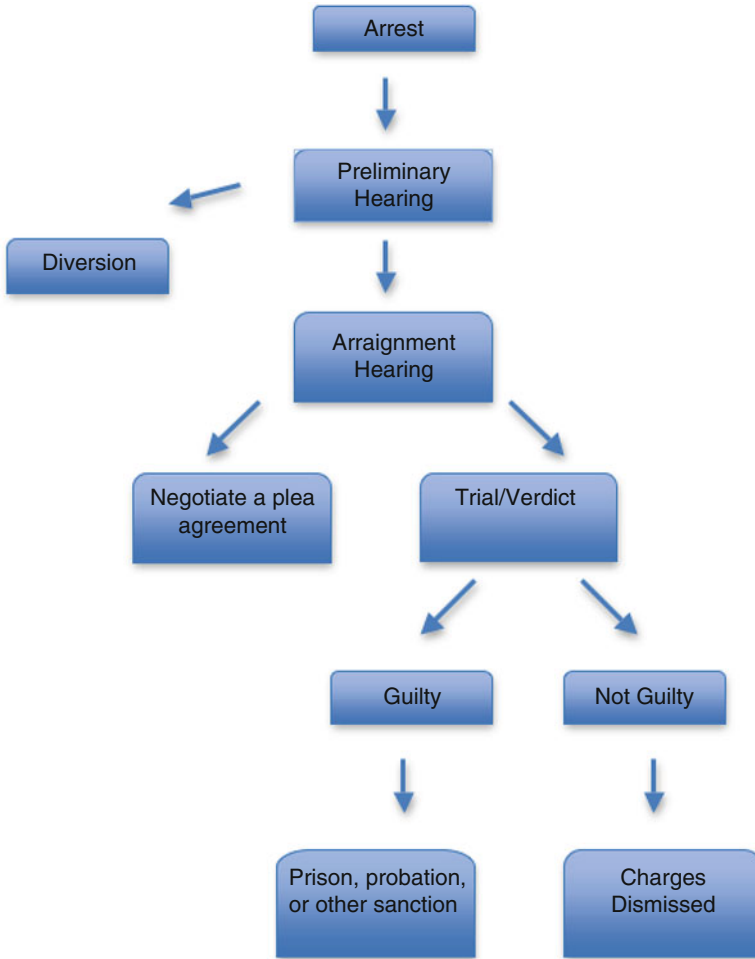 Arrest
Preliminary
Hearing
Diversion
Arraignment
Hearing
Negotiate a plea
agreement
Trial/Verdict
Guilty
Not Guilty
Prison, probation,
or other sanction
Charges
Dismissed